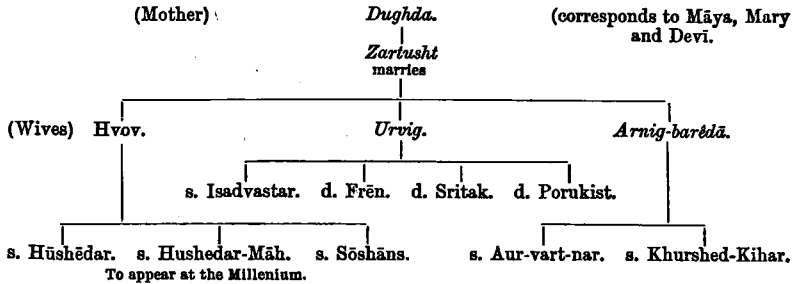 (Mother) Dughda. (corresponds to Māya, Mary
and Devī.
Zartusht
marries
(Wives) Hvov. Urvig. Arnig-barêdā.
s. Isadvastar. d. Frēn. d. Sritak. d. Porukist.
s. Hūshēdar. s. Hushedar-Māh. s. Sōshāns. s. Aur-vart-nar. s. Khurshed-Kihar.
To appear at the Millenium.